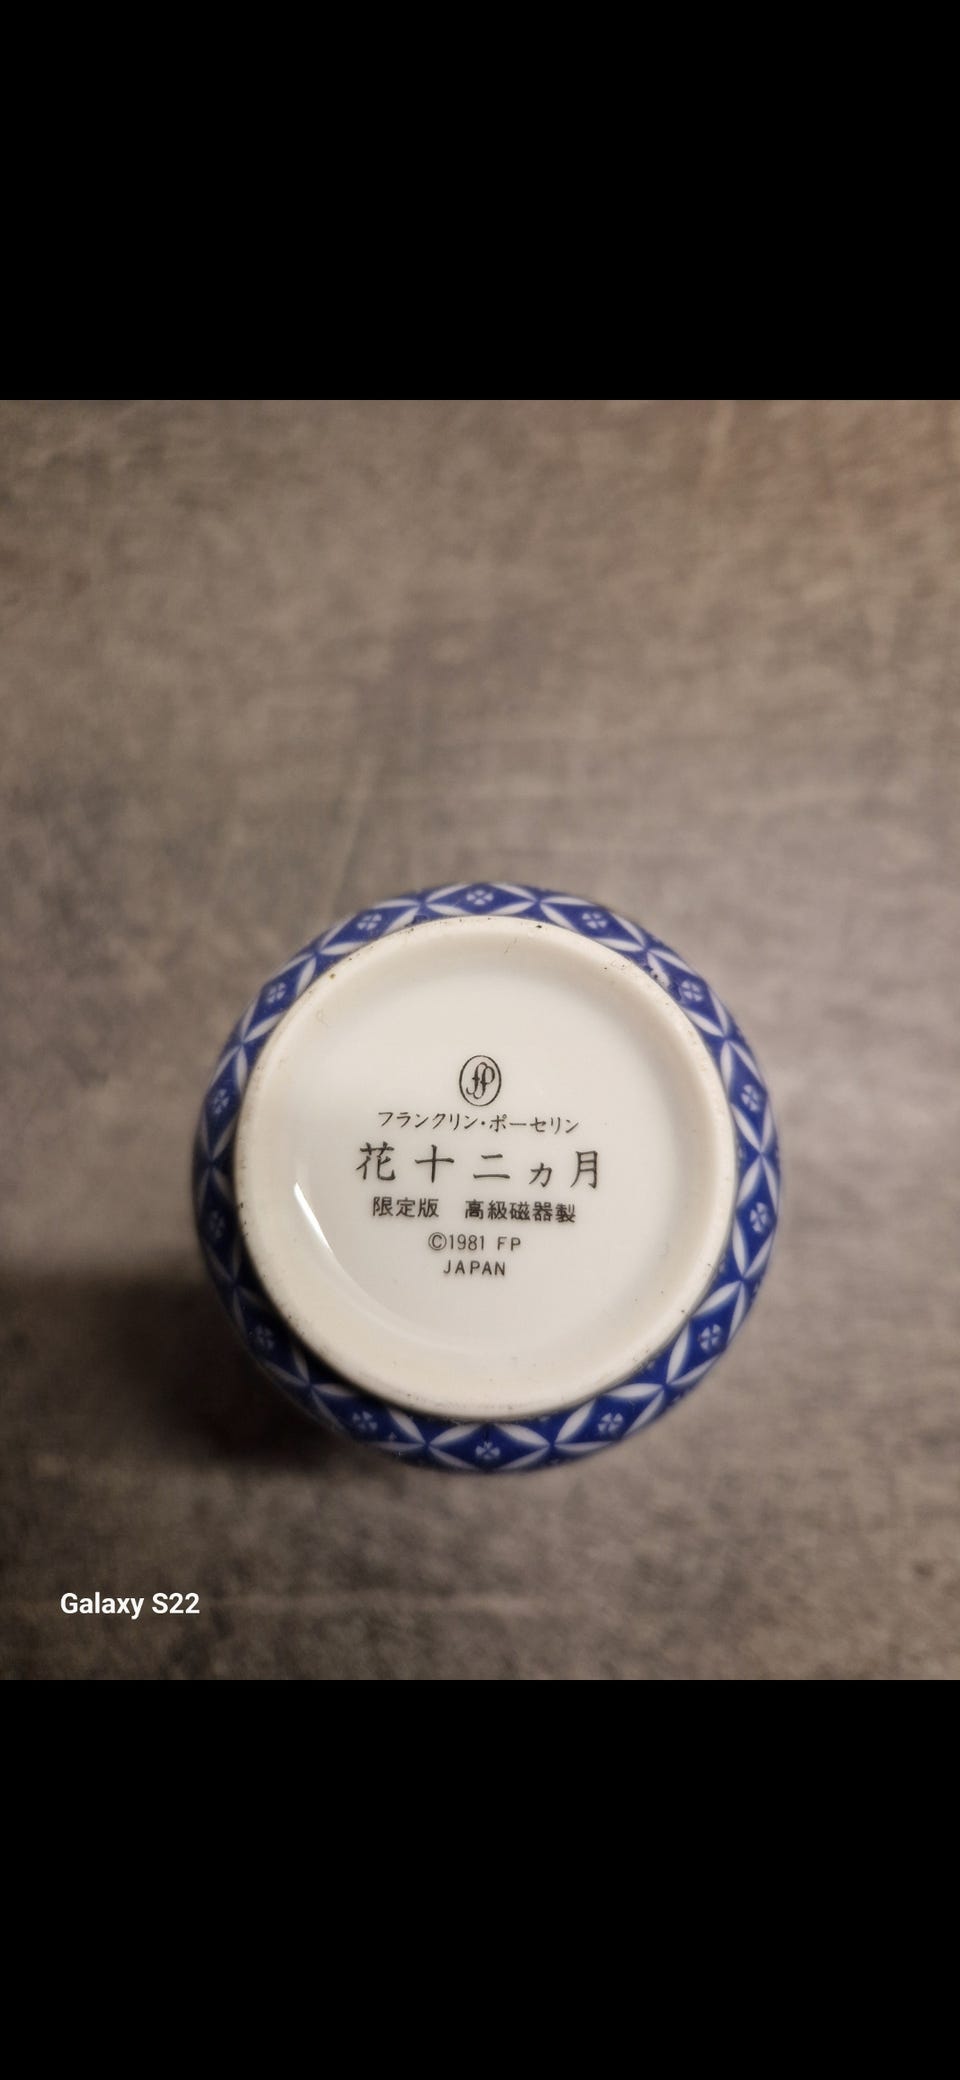 fp
フランクリン・ポーセリン
花十二ヵ月
限定版 高級磁器製
©1981 FP
JAPAN
Galaxy S22